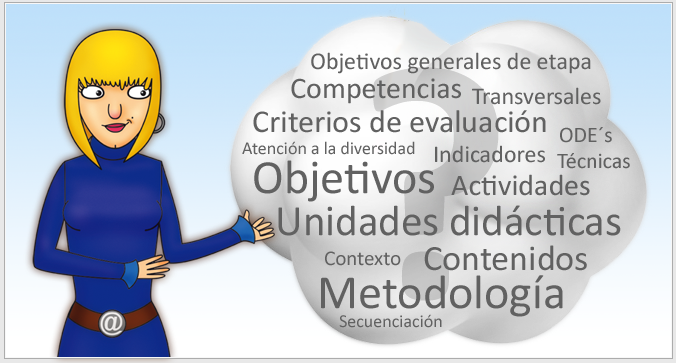 Objetivos generales de etapa
Competencias
Transversales
Criterios de evaluación
ODE´s
Atención a la diversidad
Indicadores
Técnicas
Objetivos
Actividades
Unidades didácticas
Contexto
Contenidos
Metodología
Secuenciación
?
@